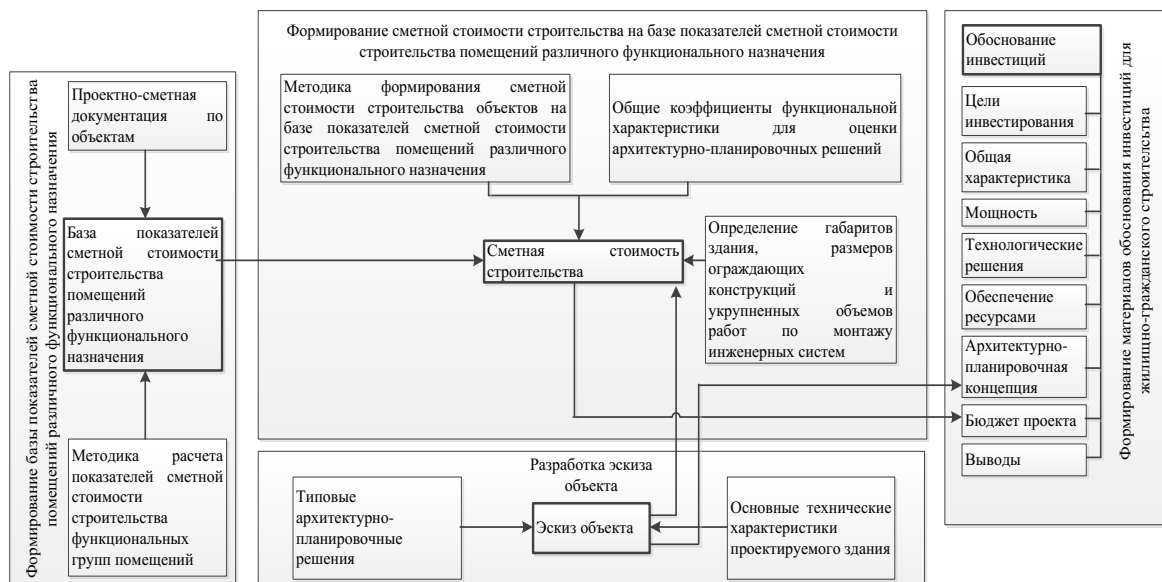 Формирование базы показателей сметной стоимости строительства
помещений различного функционального назначения
Проектно-сметная
документация по
объектам
База показателей
сметной стоимости
строительства
помещений
различного
функционального
назначения
Методика расчета
показателей сметной
стоимости
строительства
функциональных
групп помещений
Формирование сметной стоимости строительства на базе показателей сметной стоимости
строительства помещений различного функционального назначения
Методика формирования сметной
стоимости строительства объектов на
базе показателей сметной стоимости
строительства помещений различного
функционального назначения
Общие коэффициенты функциональной
характеристики для оценки
архитектурно-планировочных решений
Сметная стоимость
строительства
Определение габаритов
здания, размеров
ограждающих
конструкций и
укрупненных объемов
работ по монтажу
инженерных систем
Разработка эскиза
объекта
Типовые
архитектурно-
планировочные
решения
Эскиз объекта
Основные технические
характеристики
проектируемого здания
Обоснование
инвестиций
Цели
инвестирования
Общая
характеристика
Мощность
Технологические
решения
Обеспечение
ресурсами
Архитектурно-
планировочная
концепция
Бюджет проекта
Выводы
Формирование материалов обоснования инвестиций для
жилищно-гражданского строительсва